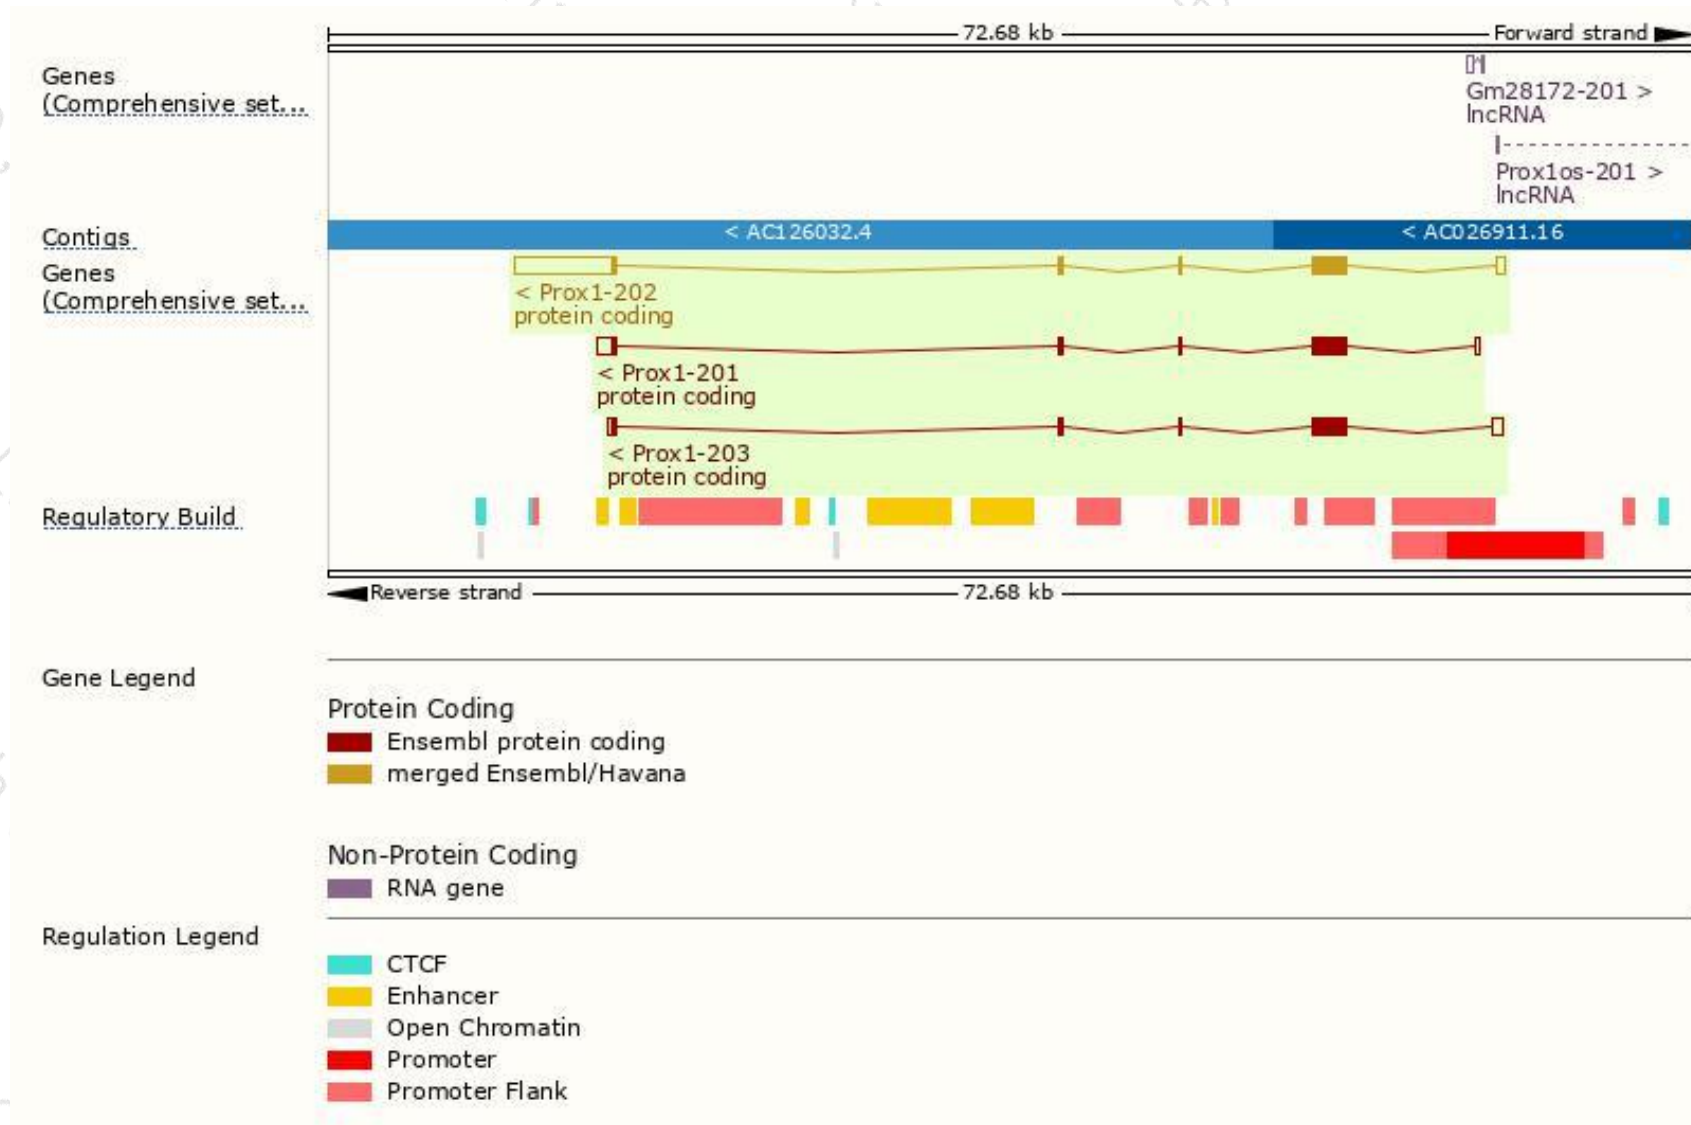 72.68 kb
Forward strand
Genes
(Comprehensive set...
Gm28172-201 >
lncRNA
Prox1os-201 >
lncRNA
Contigs
< AC126032.4
< AC026911.16
Genes
(Comprehensive set...
< Prox1-202
protein coding
< Prox1-201
protein coding
< Prox1-203
protein coding
Regulatory Build
Reverse strand
72.68 kb
Gene Legend
Protein Coding
Ensembl protein coding
merged Ensembl/Havana
Non-Protein Coding
RNA gene
Regulation Legend
CTCF
Enhancer
Open Chromatin
Promoter
Promoter Flank